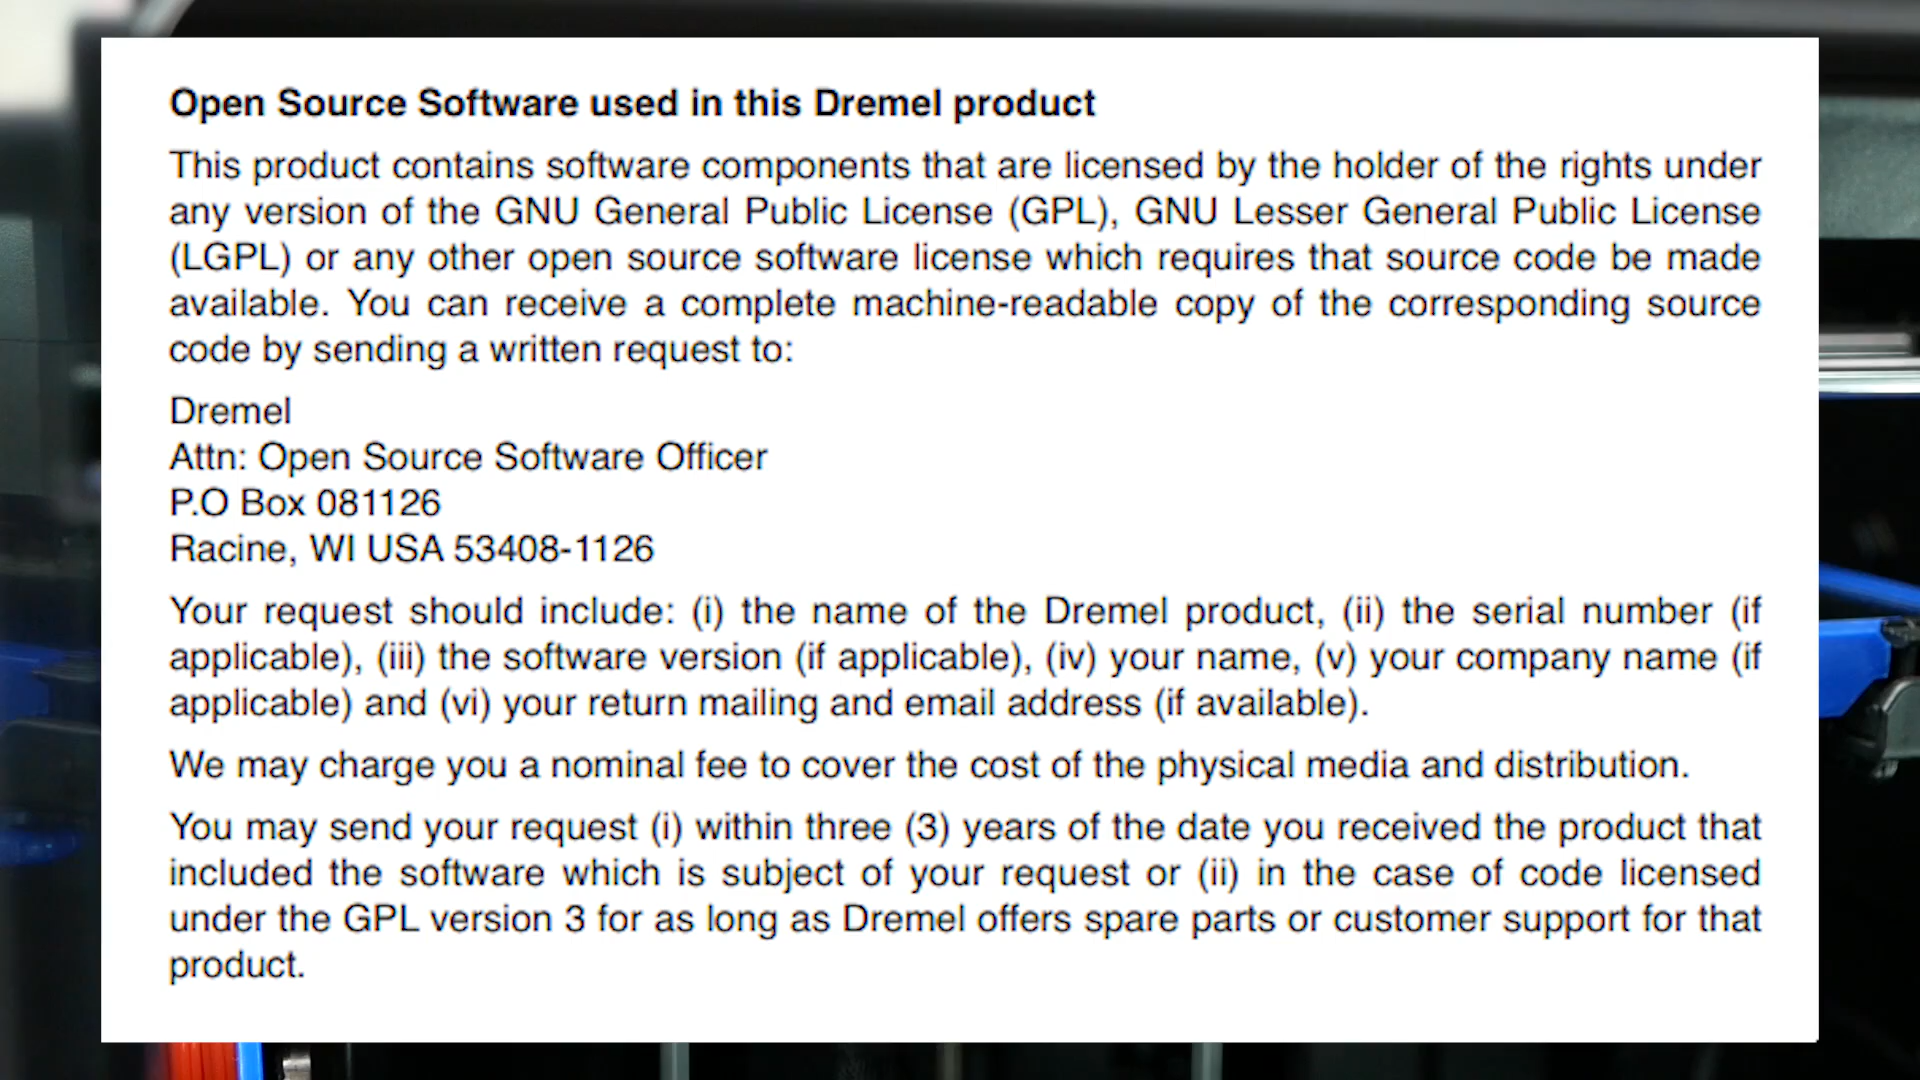 Open Source Software used in this Dremel product
This product contains software components that are licensed by the holder of the rights under
any version of the GNU General Public License (GPL), GNU Lesser General Public License
(LGPL) or any other open source software license which requires that source code be made
available. You can receive a complete machine-readable copy of the corresponding source
code by sending a written request to:
Dremel
Attn: Open Source Software Officer
P.O Box 081126
Racine, WI USA 53408-1126
Your request should include: (i) the name of the Dremel product, (ii) the serial number (if
applicable), (iii) the software version (if applicable), (iv) your name, (v) your company name (if
applicable) and (vi) your return mailing and email address (if available).
We may charge you a nominal fee to cover the cost of the physical media and distribution.
You may send your request (i) within three (3) years of the date you received the product that
included the software which is subject of your request or (ii) in the case of code licensed
under the GPL version 3 for as long as Dremel offers spare parts or customer support for that
product.